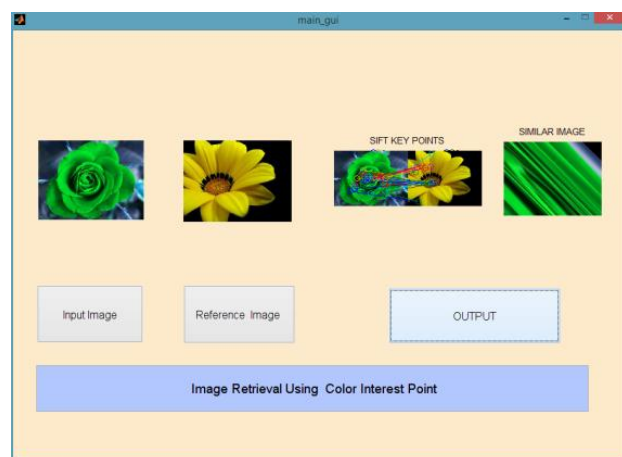 main_gui
SIFT KEY POINTS
SIMILAR IMAGE
Input Image
Reference Image
OUTPUT
Image Retrieval Using Color Interest Point